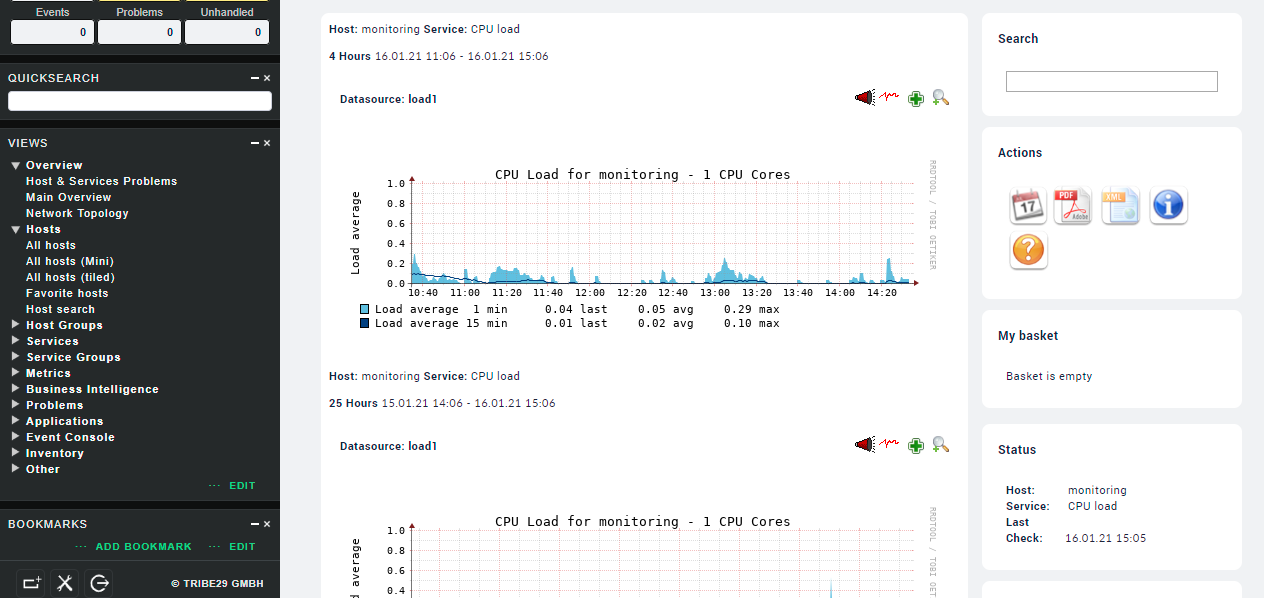 Events Problems Unhandled
0 0 0
QUICKSEARCH
VIEWS
Overview
Host & Services Problems
Main Overview
Network Topology
Hosts
All hosts
All hosts (Mini)
All hosts (tiled)
Favorite hosts
Host search
Host Groups
Services
Service Groups
Metrics
Business Intelligence
Problems
Applications
Event Console
Inventory
Other
EDIT
BOOKMARKS
ADD BOOKMARK EDIT
© TRIBE29 GMBH
Host: monitoring Service: CPU load
4 Hours 16.01.21 11:06 - 16.01.21 15:06
Datasource: load1
CPU Load for monitoring - 1 CPU Cores
RRDTOOL / TOBI OETIKER
Load average
1.0
0.8
0.6
0.4
0.2
0.0
10:40 11:00 11:20 11:40 12:00 12:20 12:40 13:00 13:20 13:40 14:00 14:20
Load average 1 min 0.04 last 0.05 avg 0.29 max
Load average 15 min 0.01 last 0.02 avg 0.10 max
Host: monitoring Service: CPU load
25 Hours 15.01.21 14:06 - 16.01.21 15:06
Datasource: load1
CPU Load for monitoring - 1 CPU Cores
RRDTOOL / TOBI OET
average
1.0
0.8
0.6
0.4
Search
Actions
17
PDF
Adobe
XML
i
?
My basket
Basket is empty
Status
Host: monitoring
Service: CPU load
Last
Check: 16.01.21 15:05